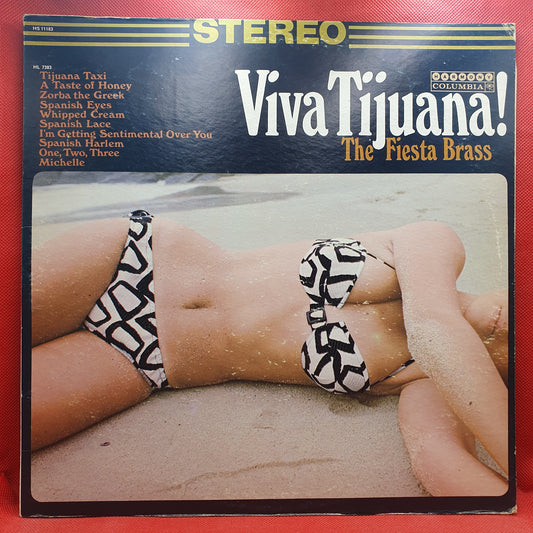 HS 11183
STEREO
HL 7383
Tijuana Taxi
A Taste of Honey
Zorba the Greek
Spanish Eyes
Whipped Cream
Spanish Lace
I'm Getting Sentimental Over You
Spanish Harlem
One, Two, Three
Michelle
HARMONY
COLUMBIA
Viva Tijuana!
The Fiesta Brass